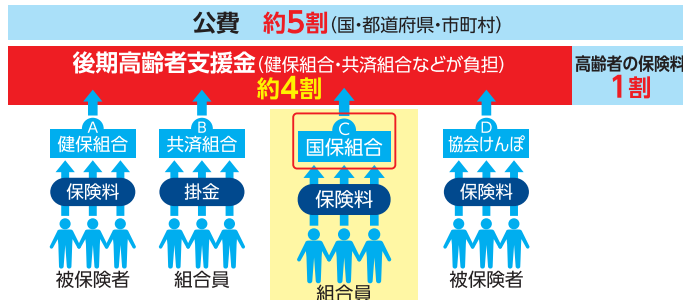 公費 約5割(国・都道府県・市町村)
後期高齢者支援金(健保組合・共済組合などが負担)
約4割
高齢者の保険料
1割
A
健保組合
保険料
被保険者
B
共済組合
掛金
組合員
C
国保組合
保険料
組合員
D
協会けんぽ
保険料
被保険者